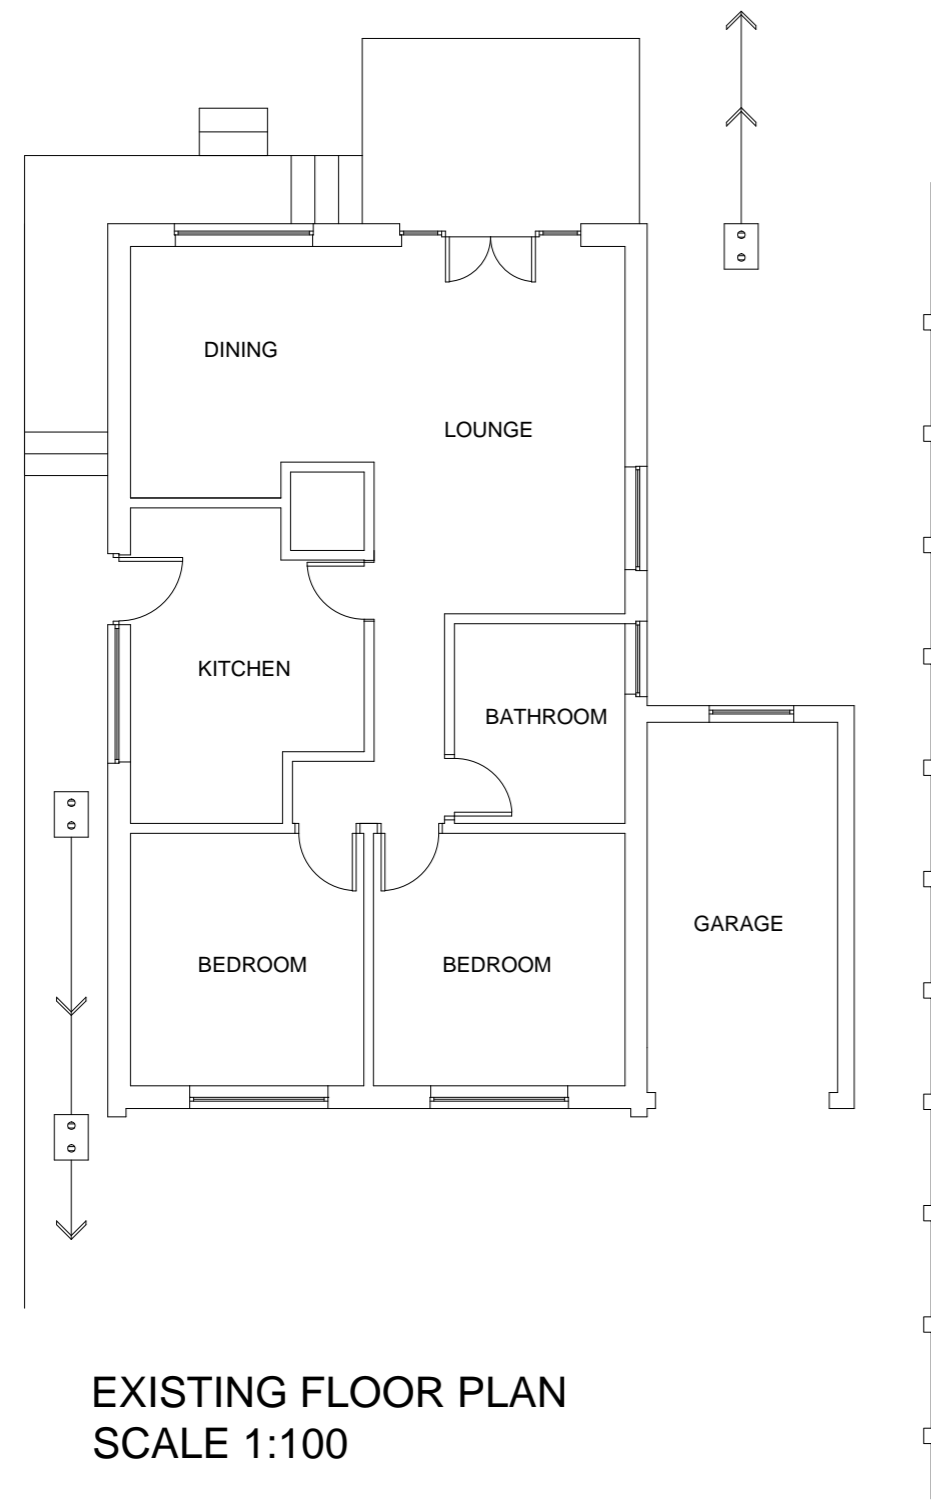 DINING
LOUNGE
KITCHEN
BATHROOM
GARAGE
BEDROOM
BEDROOM
EXISTING FLOOR PLAN
SCALE 1:100